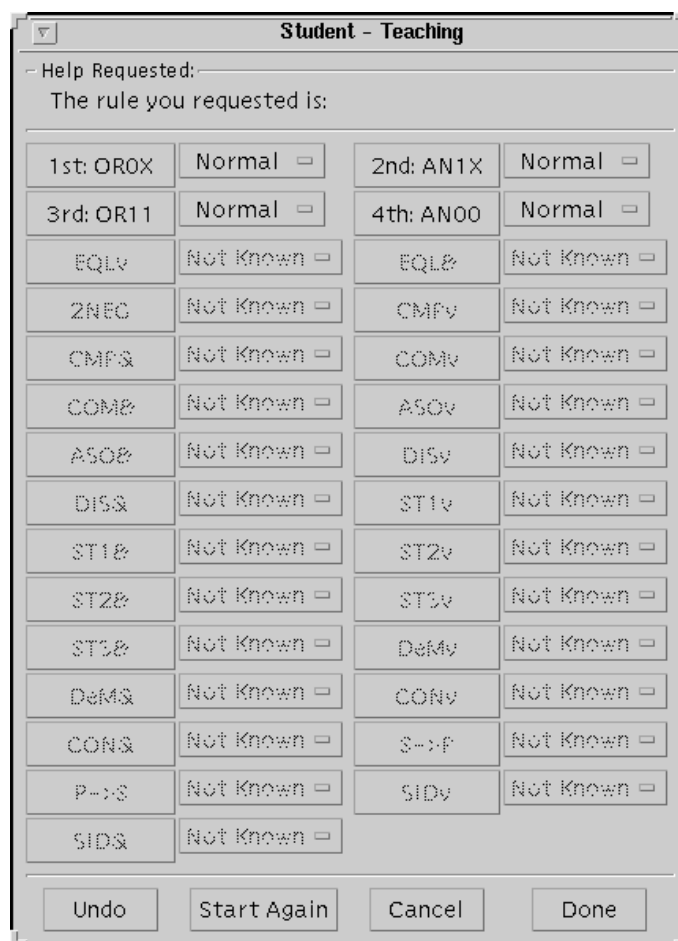 Student - Teaching
Help Requested:
The rule you requested is:
1st: OR0X Normal 2nd: AN1X Normal
3rd: OR11 Normal 4th: AN00 Normal
EQLv Not Known EQL& Not Known
2NEG Not Known CMPv Not Known
CMP& Not Known COMv Not Known
COM& Not Known ASOv Not Known
ASO& Not Known DISv Not Known
DIS& Not Known ST1v Not Known
ST1& Not Known ST2v Not Known
ST2& Not Known ST3v Not Known
ST3& Not Known DeMv Not Known
DeM& Not Known CONv Not Known
CON& Not Known S->P Not Known
P->S Not Known SIDv Not Known
SID& Not Known
Undo Start Again Cancel Done